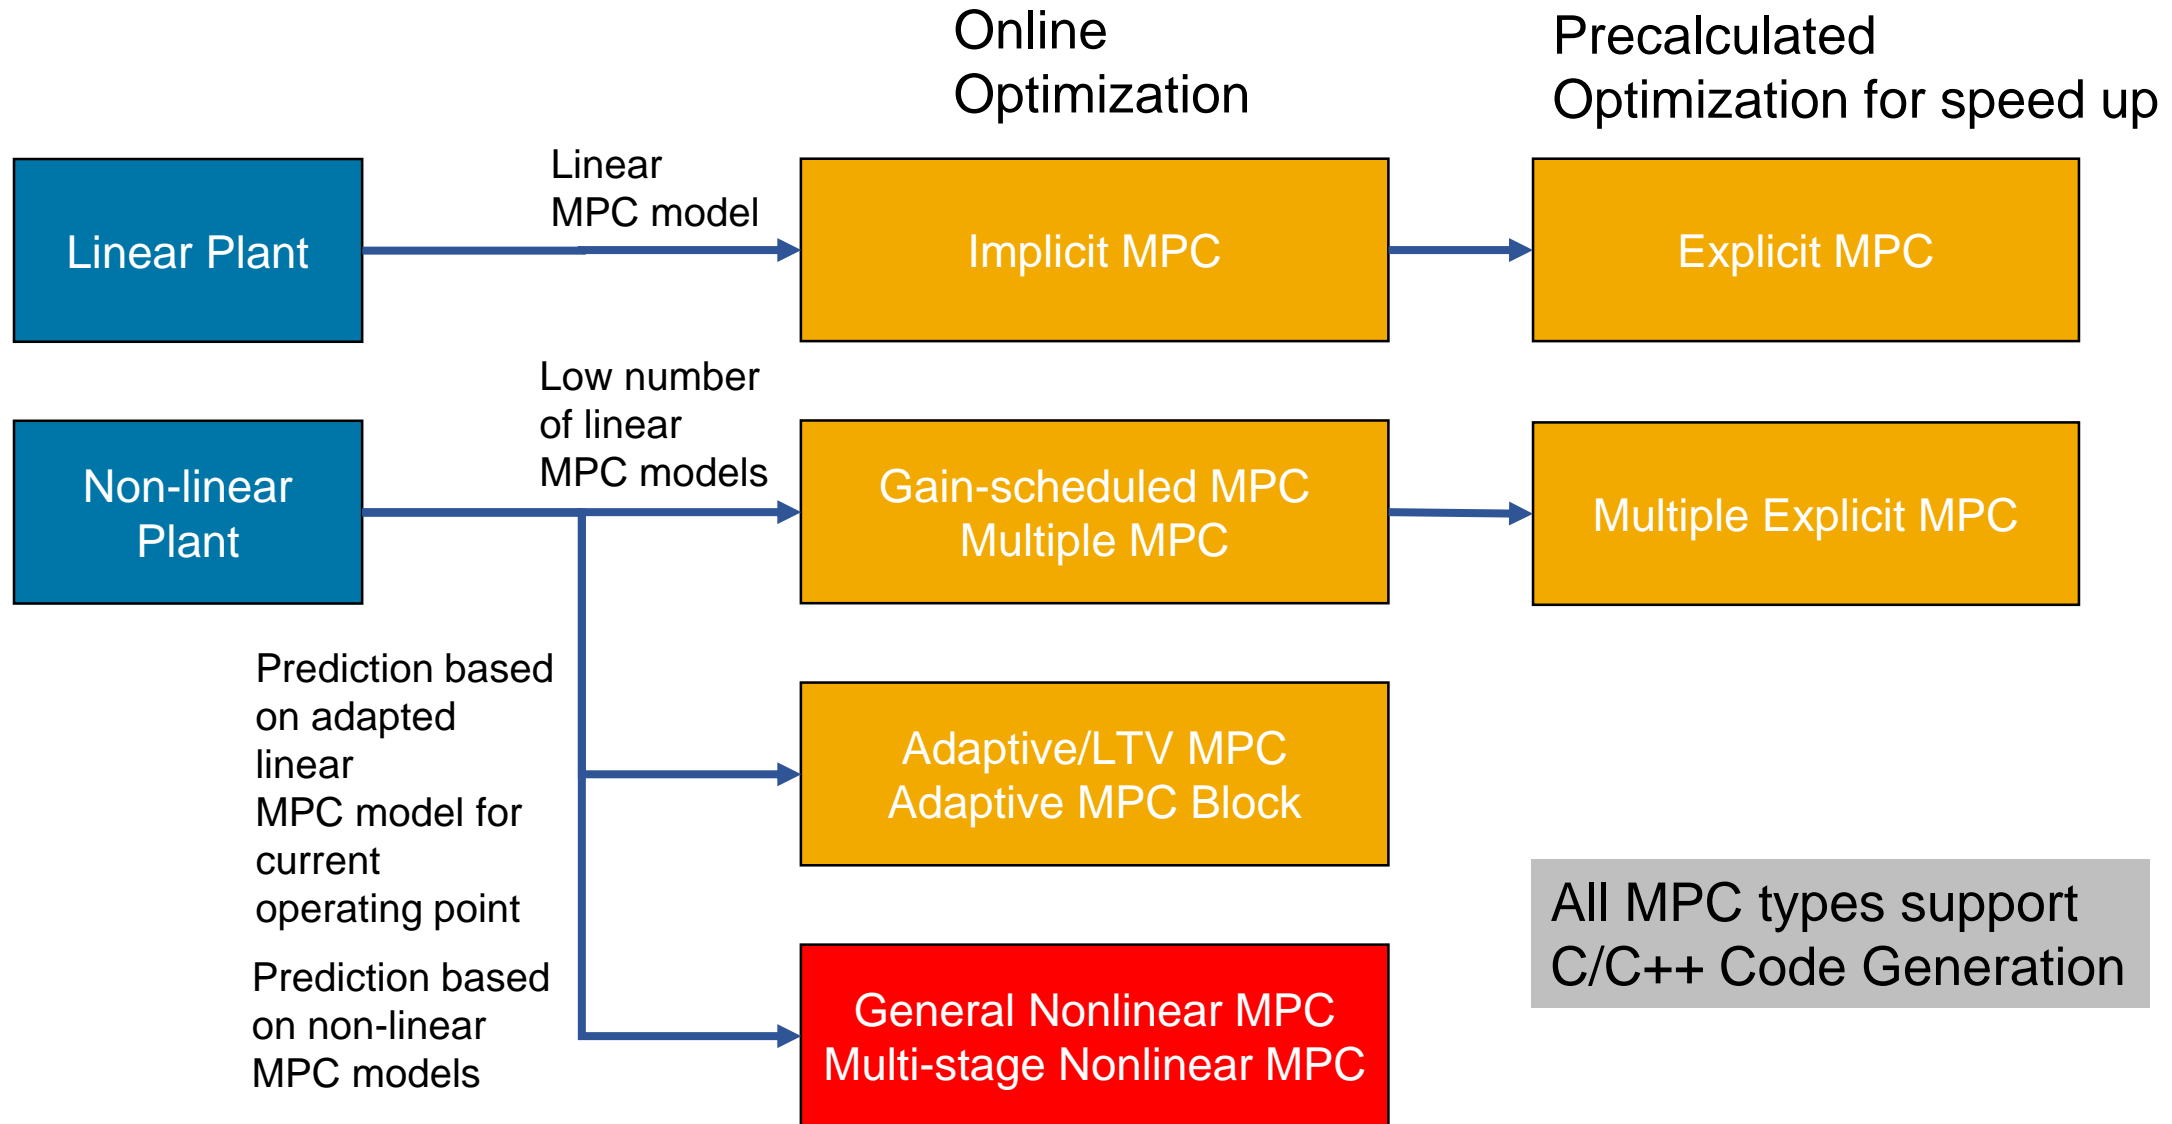 Online
Optimization
Precalculated
Optimization for speed up
Linear Plant
Linear
MPC model
Implicit MPC
Explicit MPC
Non-linear
Plant
Low number
of linear
MPC models
Gain-scheduled MPC
Multiple MPC
Multiple Explicit MPC
Prediction based
on adapted
linear
MPC model for
current
operating point
Adaptive/LTV MPC
Adaptive MPC Block
Prediction based
on non-linear
MPC models
General Nonlinear MPC
Multi-stage Nonlinear MPC
All MPC types support
C/C++ Code Generation